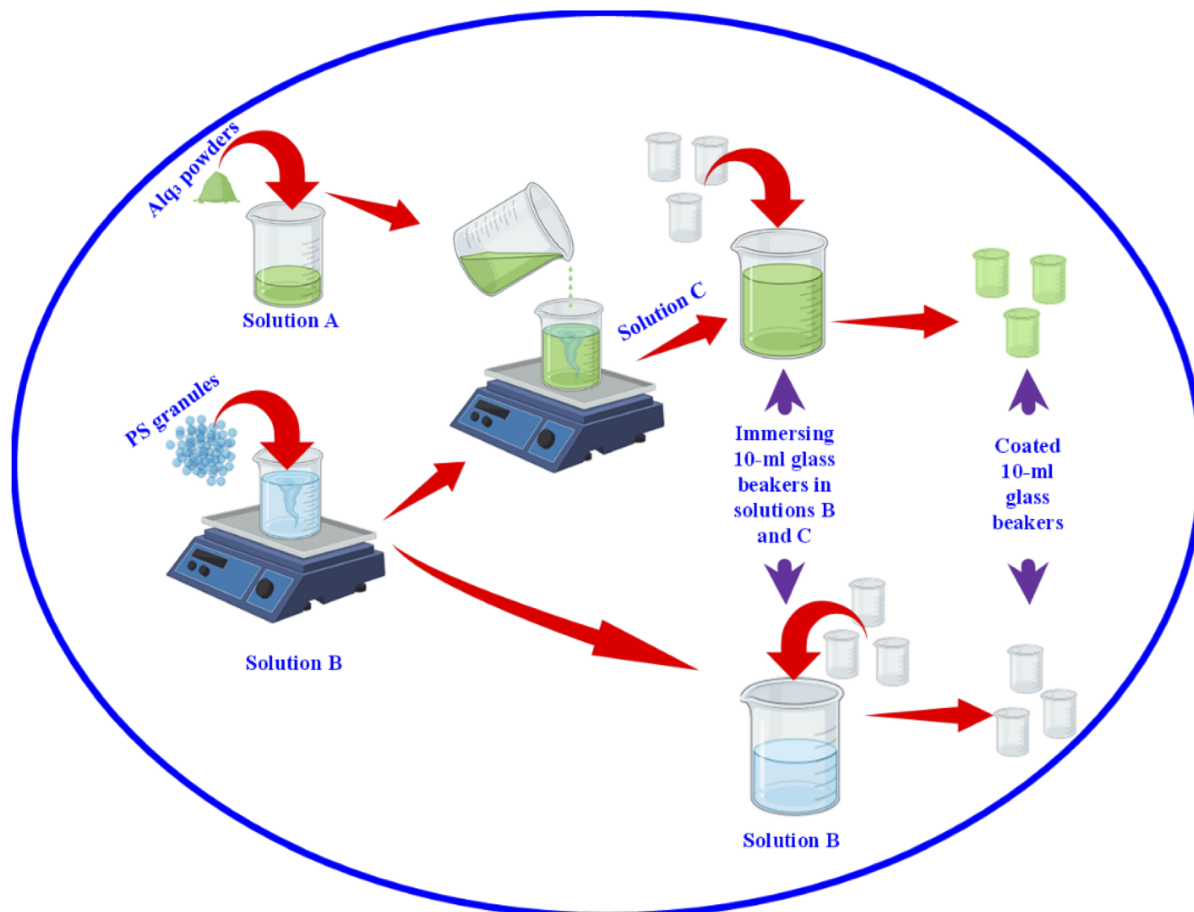 Alq₃ powders
Solution A
Solution C
PS granules
Immersing
10-ml glass
beakers in
solutions B
and C
Coated
10-ml
glass
beakers
Solution B
Solution B